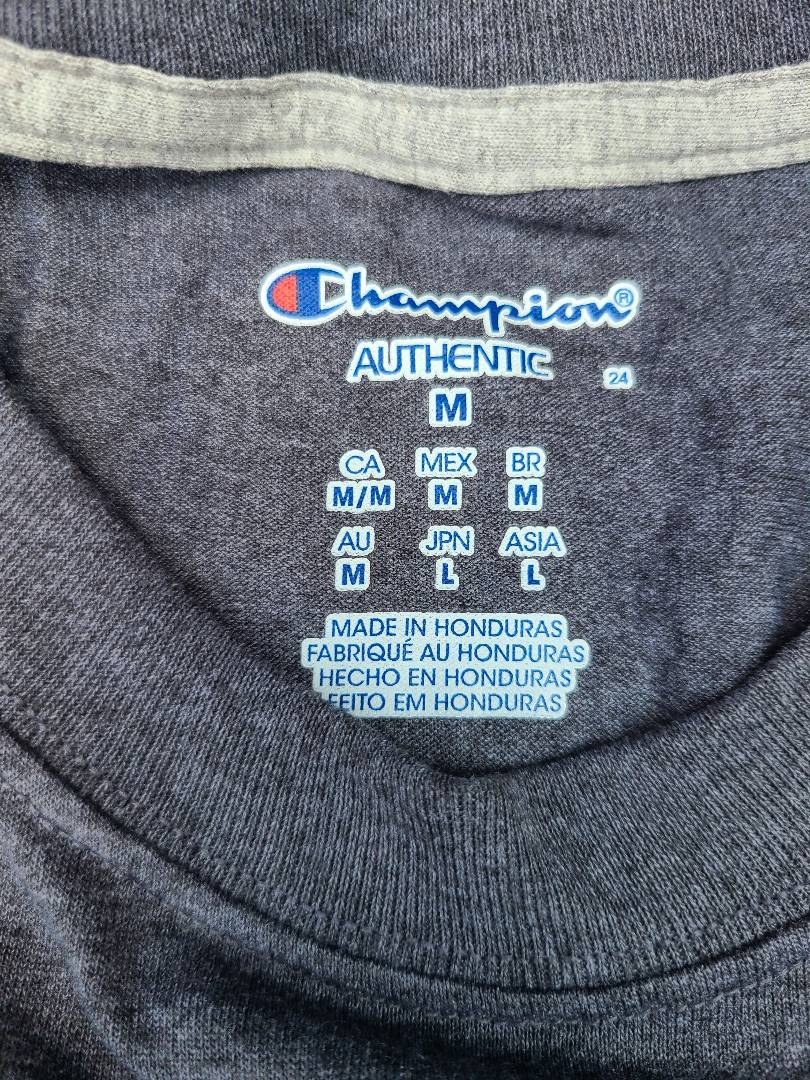 Champion®
AUTHENTIC 24
M
CA MEX BR
M/M M M
AU JPN ASIA
M L L
MADE IN HONDURAS
FABRIQUÉ AU HONDURAS
HECHO EN HONDURAS
FEITO EM HONDURAS